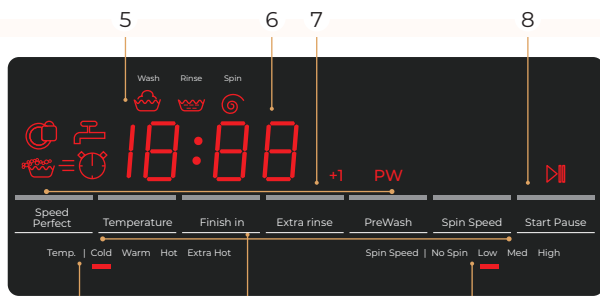 5 6 7 8
Wash Rinse Spin
18:88
+1 PW
Speed Perfect Temperature Finish in Extra rinse PreWash Spin Speed Start Pause
Temp. | Cold Warm Hot Extra Hot Spin Speed | No Spin Low Med High